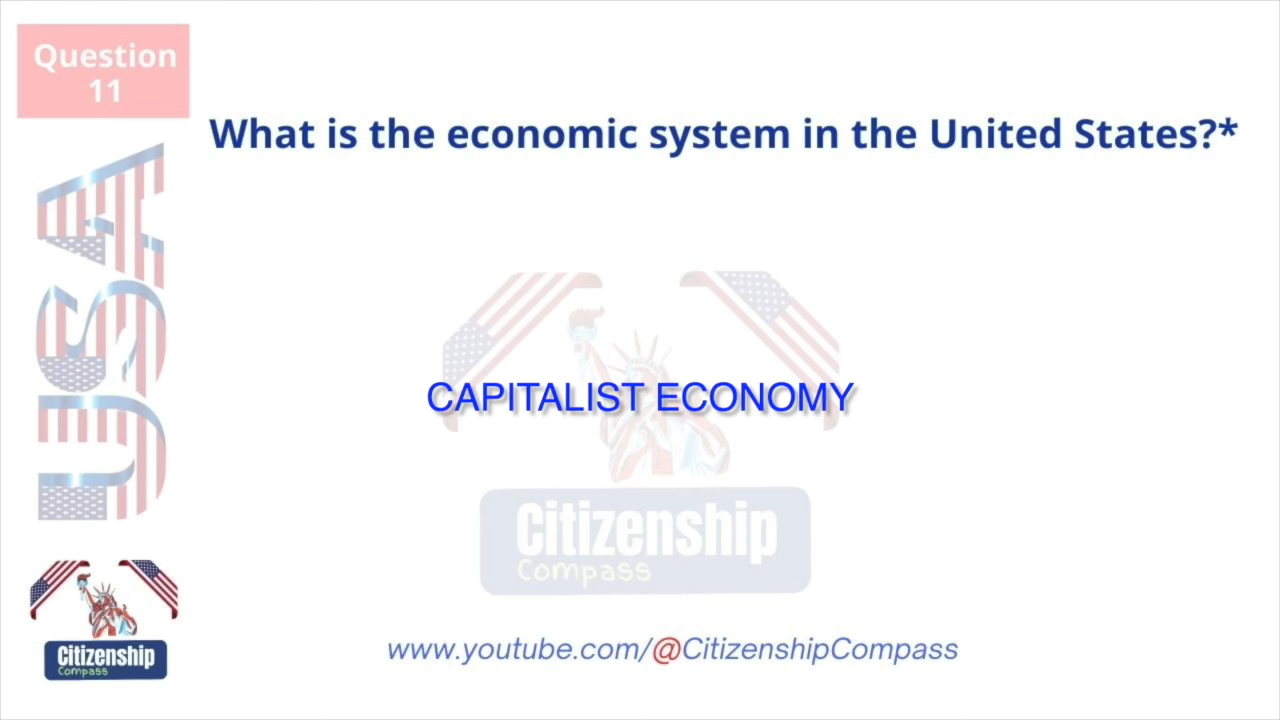 Question
11
What is the economic system in the United States?*
USA
CAPITALIST ECONOMY
Citizenship
Compass
Citizenship
Compass
www.youtube.com/@CitizenshipCompass